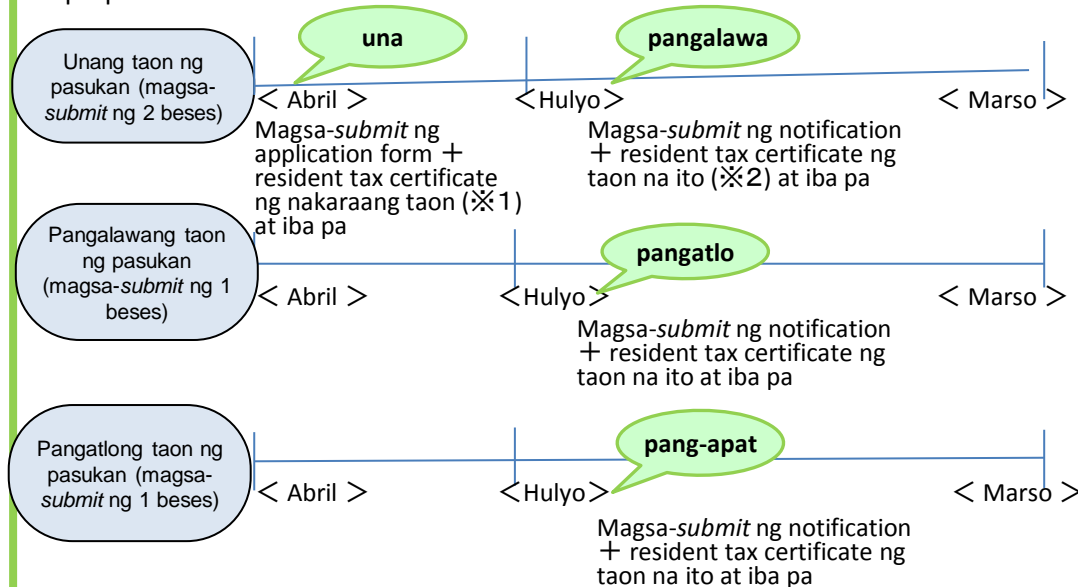 una
pangalawa
Unang taon ng
pasukan (magsa-
submit ng 2 beses)
< Abril >
<Hulyo>
< Marso >
Magsa-submit ng
application form +
resident tax certificate
ng nakaraang taon (※1)
at iba pa
Magsa-submit ng notification
+ resident tax certificate ng
taon na ito (※2) at iba pa
Pangalawang taon
ng pasukan
(magsa-submit ng 1
beses)
pangatlo
< Abril >
<Hulyo>
< Marso >
Magsa-submit ng notification
+ resident tax certificate ng
taon na ito at iba pa
Pangatlong taon ng
pasukan (magsa-
submit ng 1 beses)
pang-apat
< Abril >
<Hulyo>
< Marso >
Magsa-submit ng notification
+ resident tax certificate ng
taon na ito at iba pa